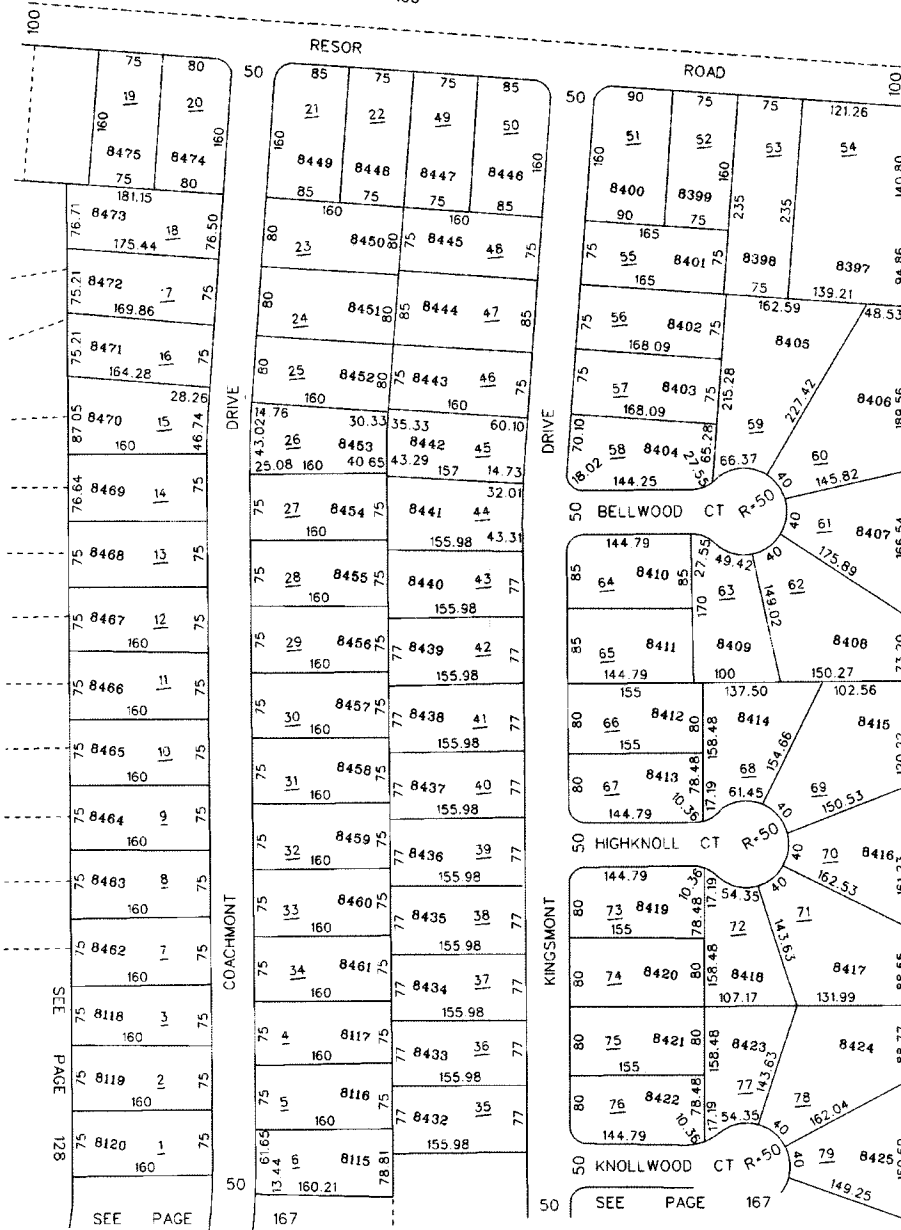 100
RESOR
ROAD
100
75 80 50 85 75 75 85 50 90 75 75 121.26
19 20 21 22 49 50 51 52 53 54
160 160 160 160 160 160 140.80
8475 8474 8449 8448 8447 8446 8400 8399
75 80 85 75 75 85 90 75 235 235
181.15 160 160 165
76.71 8473 18 76.50 80 23 8450 80 75 8445 48 75 75 55 8401 75 8398 8397 94.86
175.44 165 75 139.21
75.21 8472 7 75 80 24 8451 80 85 8444 47 85 75 56 8402 75 162.59 48.53
169.86 168.09 8405
75.21 8471 16 75 80 25 8452 80 75 8443 46 75 75 57 8403 75 215.28 227.42 8406 189.56
164.28 160 160 168.09
28.26 14.76 30.33 35.33 60.10 59
87.05 8470 15 46.74 43.02 26 8453 8442 45 70.10 58 8404 65.28 66.37 60
160 25.08 160 40.65 43.29 157 14.73 18.02 144.25 21.55 40 145.82
DRIVE DRIVE
76.64 8469 14 75 75 27 8454 75 8441 44 32.01 50 BELLWOOD CT R=50 40 61 8407 166.54
160 155.98 43.31 144.79 27.55 49.42 40 175.89
75 8468 13 75 75 28 8455 75 8440 43 77 85 64 8410 85 63 62
160 155.98 170 149.02
75 8467 12 75 75 29 8456 75 77 8439 42 77 85 65 8411 8409 8408 73.20
160 160 155.98 144.79 100 150.27
75 8466 11 75 75 30 8457 75 77 8438 41 77 155 137.50 102.56
160 160 155.98 80 66 8412 80 158.48 8414 154.66 8415
75 8465 10 75 75 31 8458 75 77 8437 40 77 155 68 69 120.22
160 160 155.98 80 67 8413 78.48 61.45 150.53
144.79 10.36 17.19 40
75 8464 9 75 75 32 8459 75 77 8436 39 77 50 HIGHKNOLL CT R=50 40 70 8416 161.23
160 160 155.98 144.79 10.36 17.19 54.35 40 162.53
75 8463 8 75 75 33 8460 75 77 8435 38 77 80 73 8419 78.48 72 71
160 160 155.98 155 143.63
COACHMONT KINGSMONT
75 8462 7 75 75 34 8461 75 77 8434 37 77 80 74 8420 80 158.48 8418 8417
160 160 155.98 107.17 131.99
SEE PAGE 128
75 8118 3 75 75 4 8117 75 77 8433 36 77 80 75 8421 80 158.48 8423 143.63 8424
160 160 155.98 155
75 8119 2 75 75 5 8116 75 77 8432 35 77 80 76 8422 78.48 77 78
160 160 155.98 144.79 10.36 17.19 54.35 40 162.04
75 8120 1 75 61.65 13.44 6 8115 78.81 50 KNOLLWOOD CT R=50 40 79 8425
160 50 160.21 149.25
SEE PAGE 167 50 SEE PAGE 167